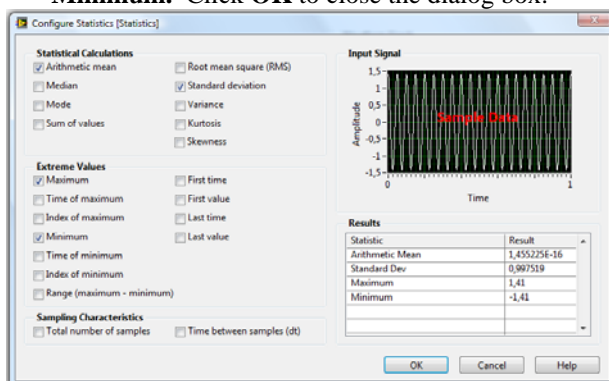 Minimum. Click OK to close the dialog box.
Configure Statistics [Statistics]
Statistical Calculations
Arithmetic mean
Root mean square (RMS)
Median
Standard deviation
Mode
Variance
Sum of values
Kurtosis
Skewness
Extreme Values
Maximum
First time
Time of maximum
First value
Index of maximum
Last time
Minimum
Last value
Time of minimum
Index of minimum
Range (maximum - minimum)
Sampling Characteristics
Total number of samples
Time between samples (dt)
Input Signal
1,5
1
0,5
0
-0,5
-1
-1,5
Amplitude
Sample Data
0
1
Time
Results
Statistic Result
Arithmetic Mean 1,455225E-16
Standard Dev 0,997519
Maximum 1,41
Minimum -1,41
OK
Cancel
Help